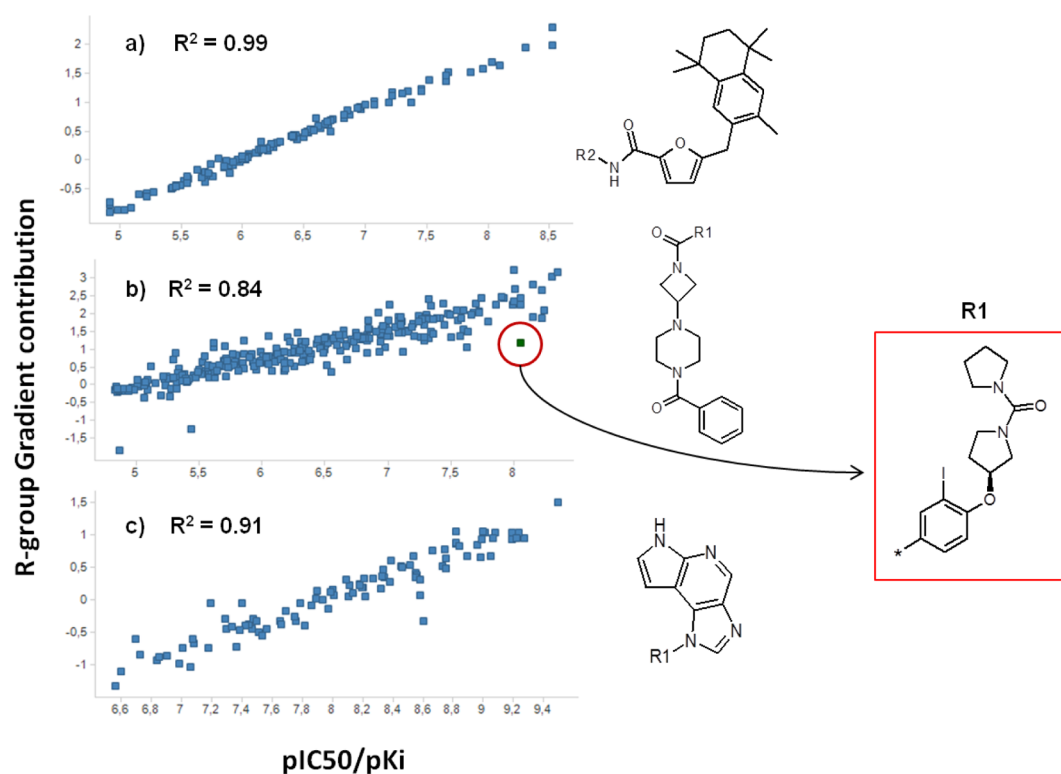 R-group Gradient contribution
a) R² = 0.99
2
1,5
1
0,5
0
-0,5
5 5,5 6 6,5 7 7,5 8 8,5
O
O
R2
N
H
b) R² = 0.84
3
2,5
2
1,5
1
0,5
0
-0,5
-1
-1,5
5 5,5 6 6,5 7 7,5 8
O R1
N
N
N
O
R1
N
O
N
I
O
*
c) R² = 0.91
1,5
1
0,5
0
-0,5
-1
6,6 6,8 7 7,2 7,4 7,6 7,8 8 8,2 8,4 8,6 8,8 9 9,2 9,4
H
N
N
N
N
R1
pIC50/pKi